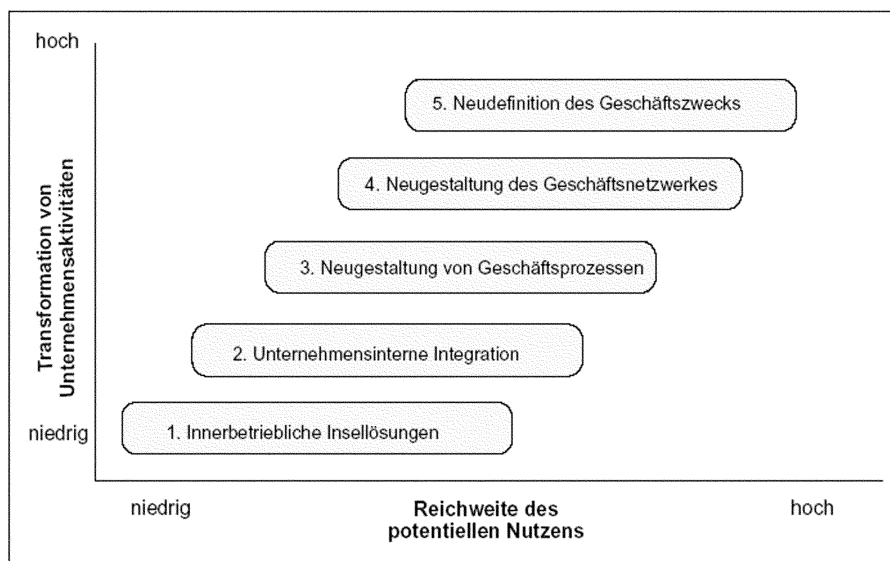 hoch
5. Neudefinition des Geschäftszwecks
4. Neugestaltung des Geschäftsnetzwerkes
Transformation von
Unternehmensaktivitäten
3. Neugestaltung von Geschäftsprozessen
2. Unternehmensinterne Integration
niedrig
1. Innerbetriebliche Insellösungen
niedrig
Reichweite des
potentiellen Nutzens
hoch